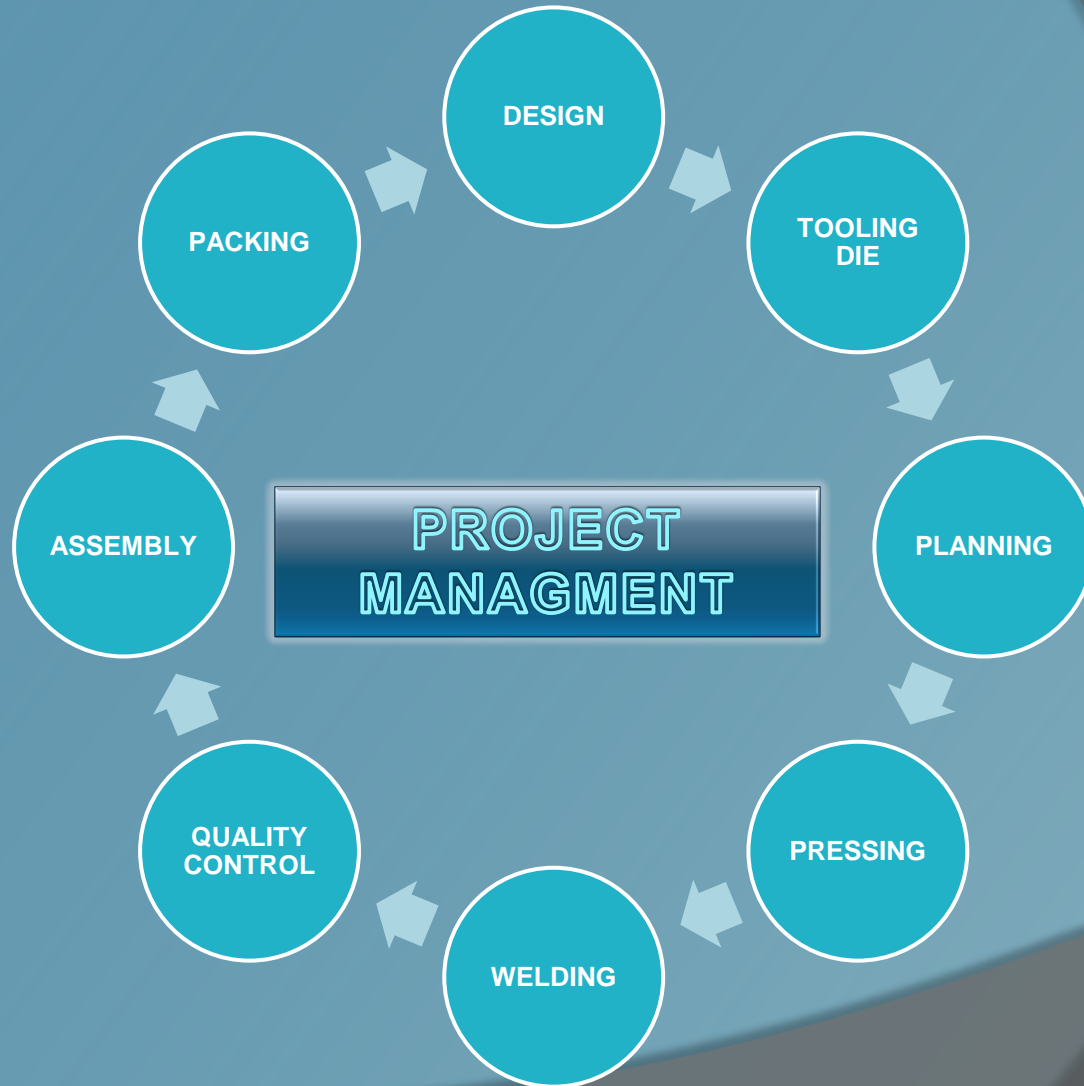 DESIGN
TOOLING
DIE
PLANNING
PRESSING
WELDING
QUALITY
CONTROL
ASSEMBLY
PACKING
PROJECT
MANAGMENT